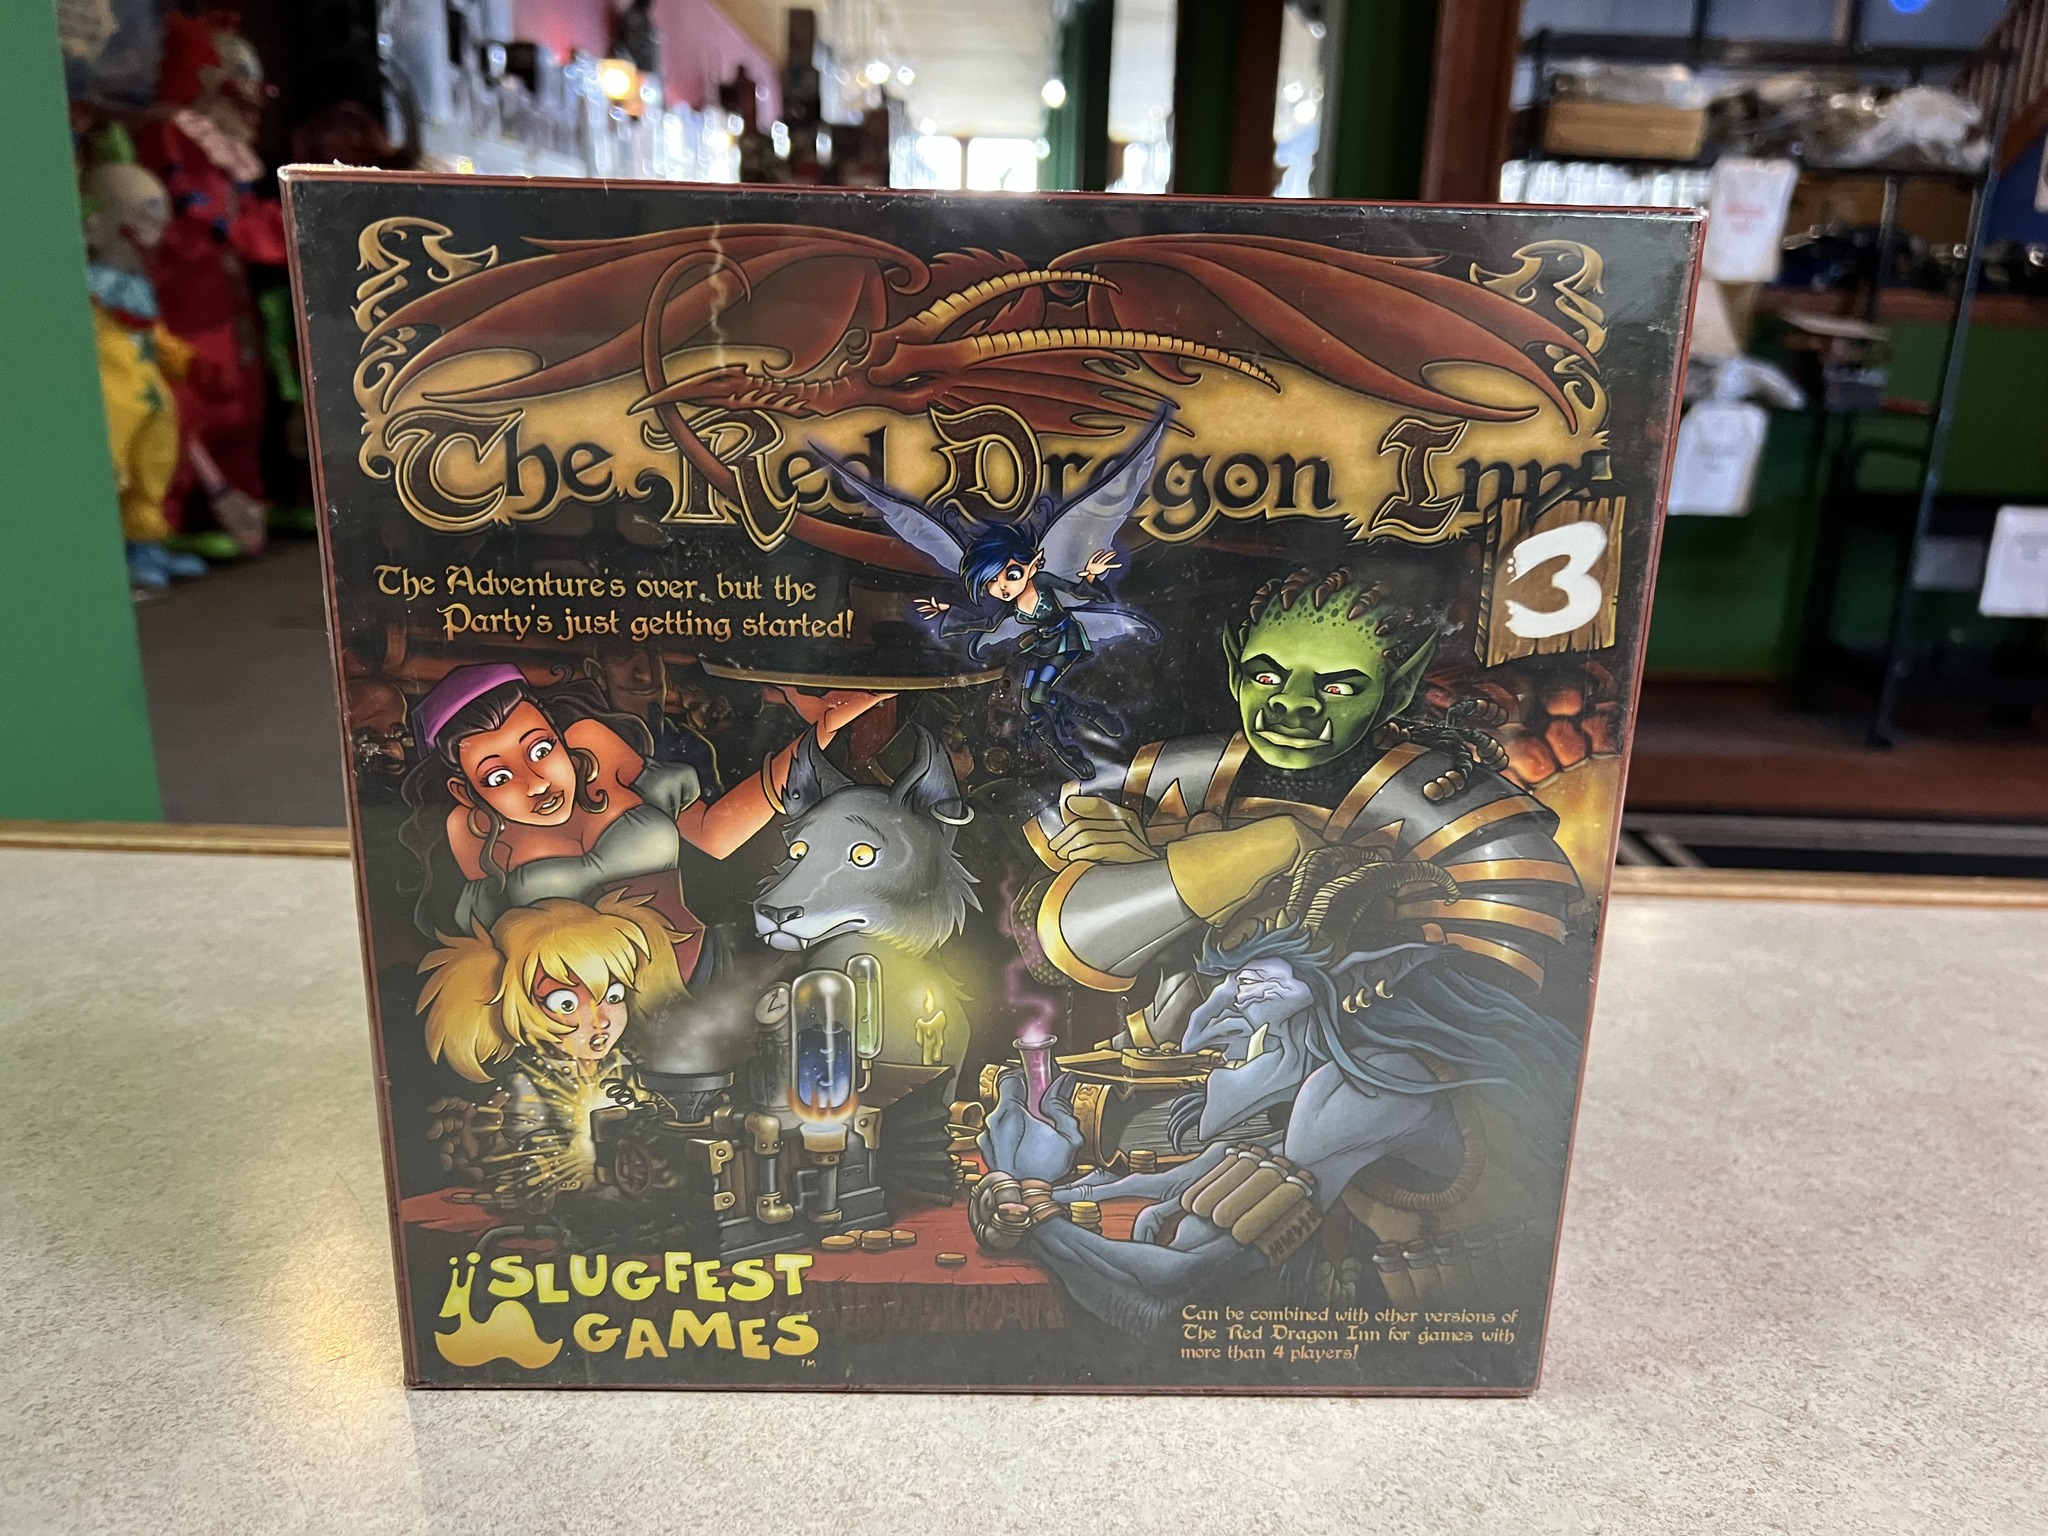 The Red Dragon Inn
3
The Adventure's over, but the
Party's just getting started!
SLUGFEST
GAMES
TM
Can be combined with other versions of
The Red Dragon Inn for games with
more than 4 players!